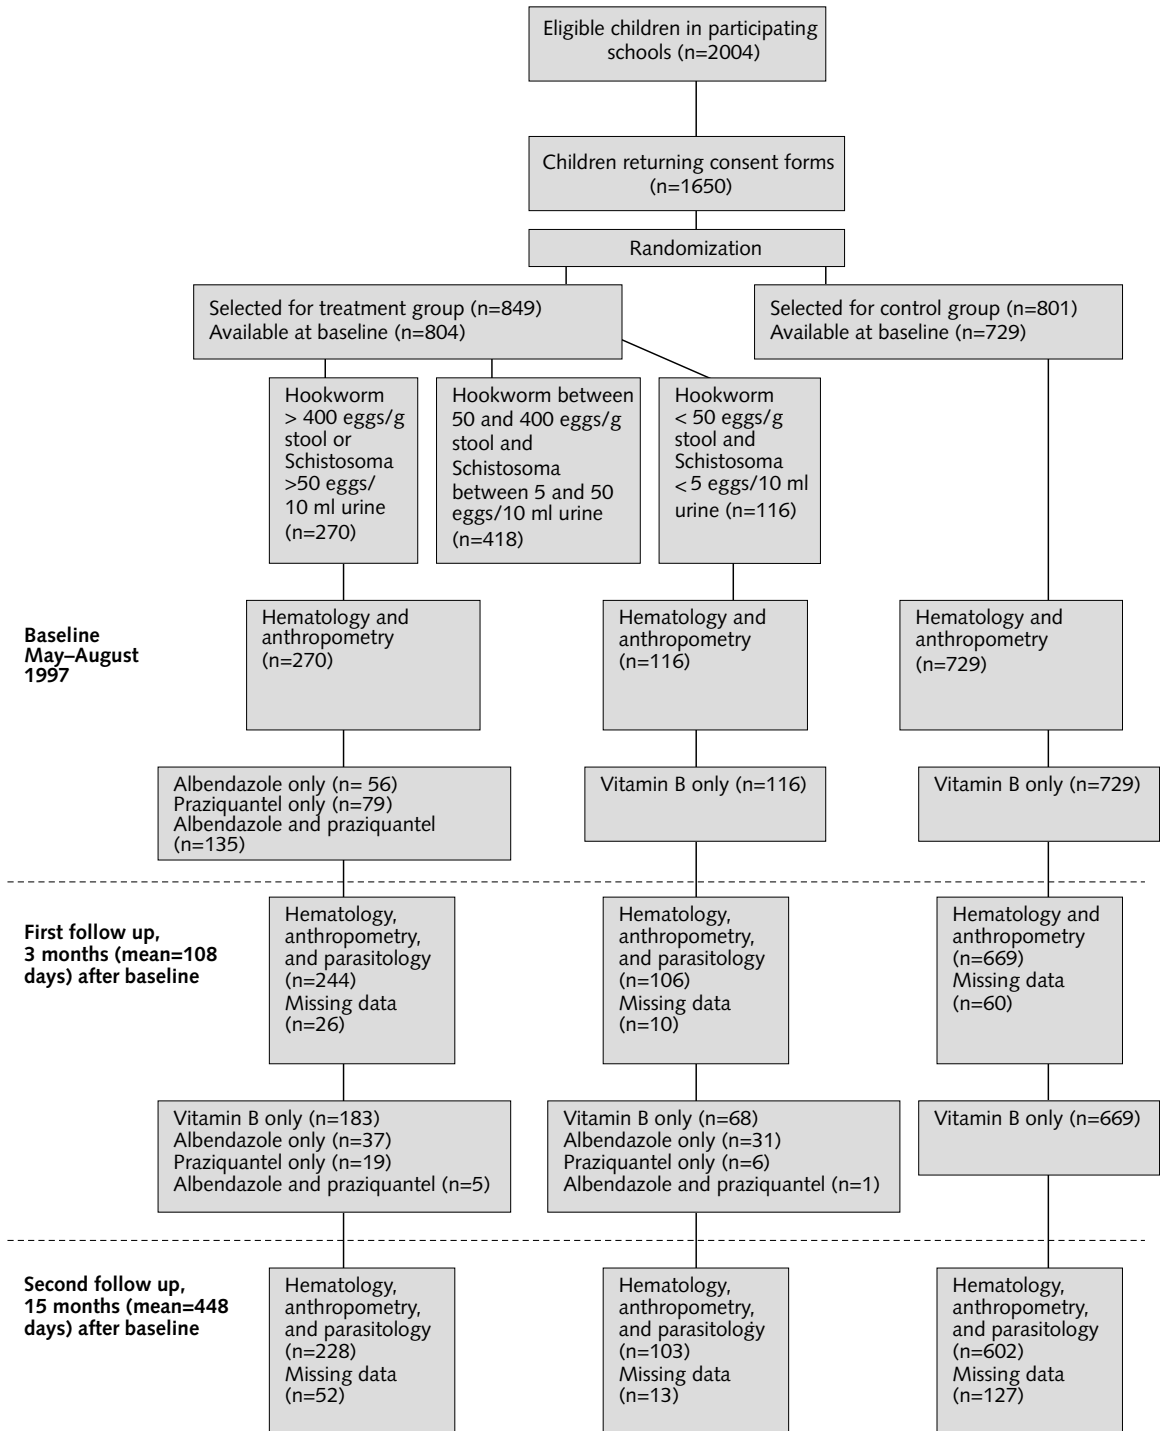 Eligible children in participating
schools (n=2004)
Children returning consent forms
(n=1650)
Randomization
Selected for treatment group (n=849)
Available at baseline (n=804)
Selected for control group (n=801)
Available at baseline (n=729)
Hookworm
> 400 eggs/g
stool or
Schistosoma
>50 eggs/
10 ml urine
(n=270)
Hookworm between
50 and 400 eggs/g
stool and
Schistosoma
between 5 and 50
eggs/10 ml urine
(n=418)
Hookworm
< 50 eggs/g
stool and
Schistosoma
< 5 eggs/10 ml
urine (n=116)
Baseline
May–August
1997
Hematology and
anthropometry
(n=270)
Hematology and
anthropometry
(n=116)
Hematology and
anthropometry
(n=729)
Albendazole only (n= 56)
Praziquantel only (n=79)
Albendazole and praziquantel
(n=135)
Vitamin B only (n=116)
Vitamin B only (n=729)
First follow up,
3 months (mean=108
days) after baseline
Hematology,
anthropometry,
and parasitology
(n=244)
Missing data
(n=26)
Hematology,
anthropometry,
and parasitology
(n=106)
Missing data
(n=10)
Hematology and
anthropometry
(n=669)
Missing data
(n=60)
Vitamin B only (n=183)
Albendazole only (n=37)
Praziquantel only (n=19)
Albendazole and praziquantel (n=5)
Vitamin B only (n=68)
Albendazole only (n=31)
Praziquantel only (n=6)
Albendazole and praziquantel (n=1)
Vitamin B only (n=669)
Second follow up,
15 months (mean=448
days) after baseline
Hematology,
anthropometry,
and parasitology
(n=228)
Missing data
(n=52)
Hematology,
anthropometry,
and parasitology
(n=103)
Missing data
(n=13)
Hematology,
anthropometry,
and parasitology
(n=602)
Missing data
(n=127)